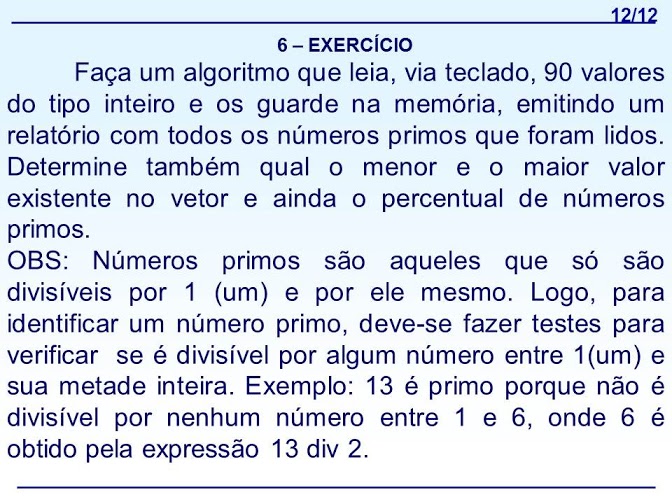 12/12
6 – EXERCÍCIO
Faça um algoritmo que leia, via teclado, 90 valores
do tipo inteiro e os guarde na memória, emitindo um
relatório com todos os números primos que foram lidos.
Determine também qual o menor e o maior valor
existente no vetor e ainda o percentual de números
primos.
OBS: Números primos são aqueles que só são
divisíveis por 1 (um) e por ele mesmo. Logo, para
identificar um número primo, deve-se fazer testes para
verificar se é divisível por algum número entre 1(um) e
sua metade inteira. Exemplo: 13 é primo porque não é
divisível por nenhum número entre 1 e 6, onde 6 é
obtido pela expressão 13 div 2.